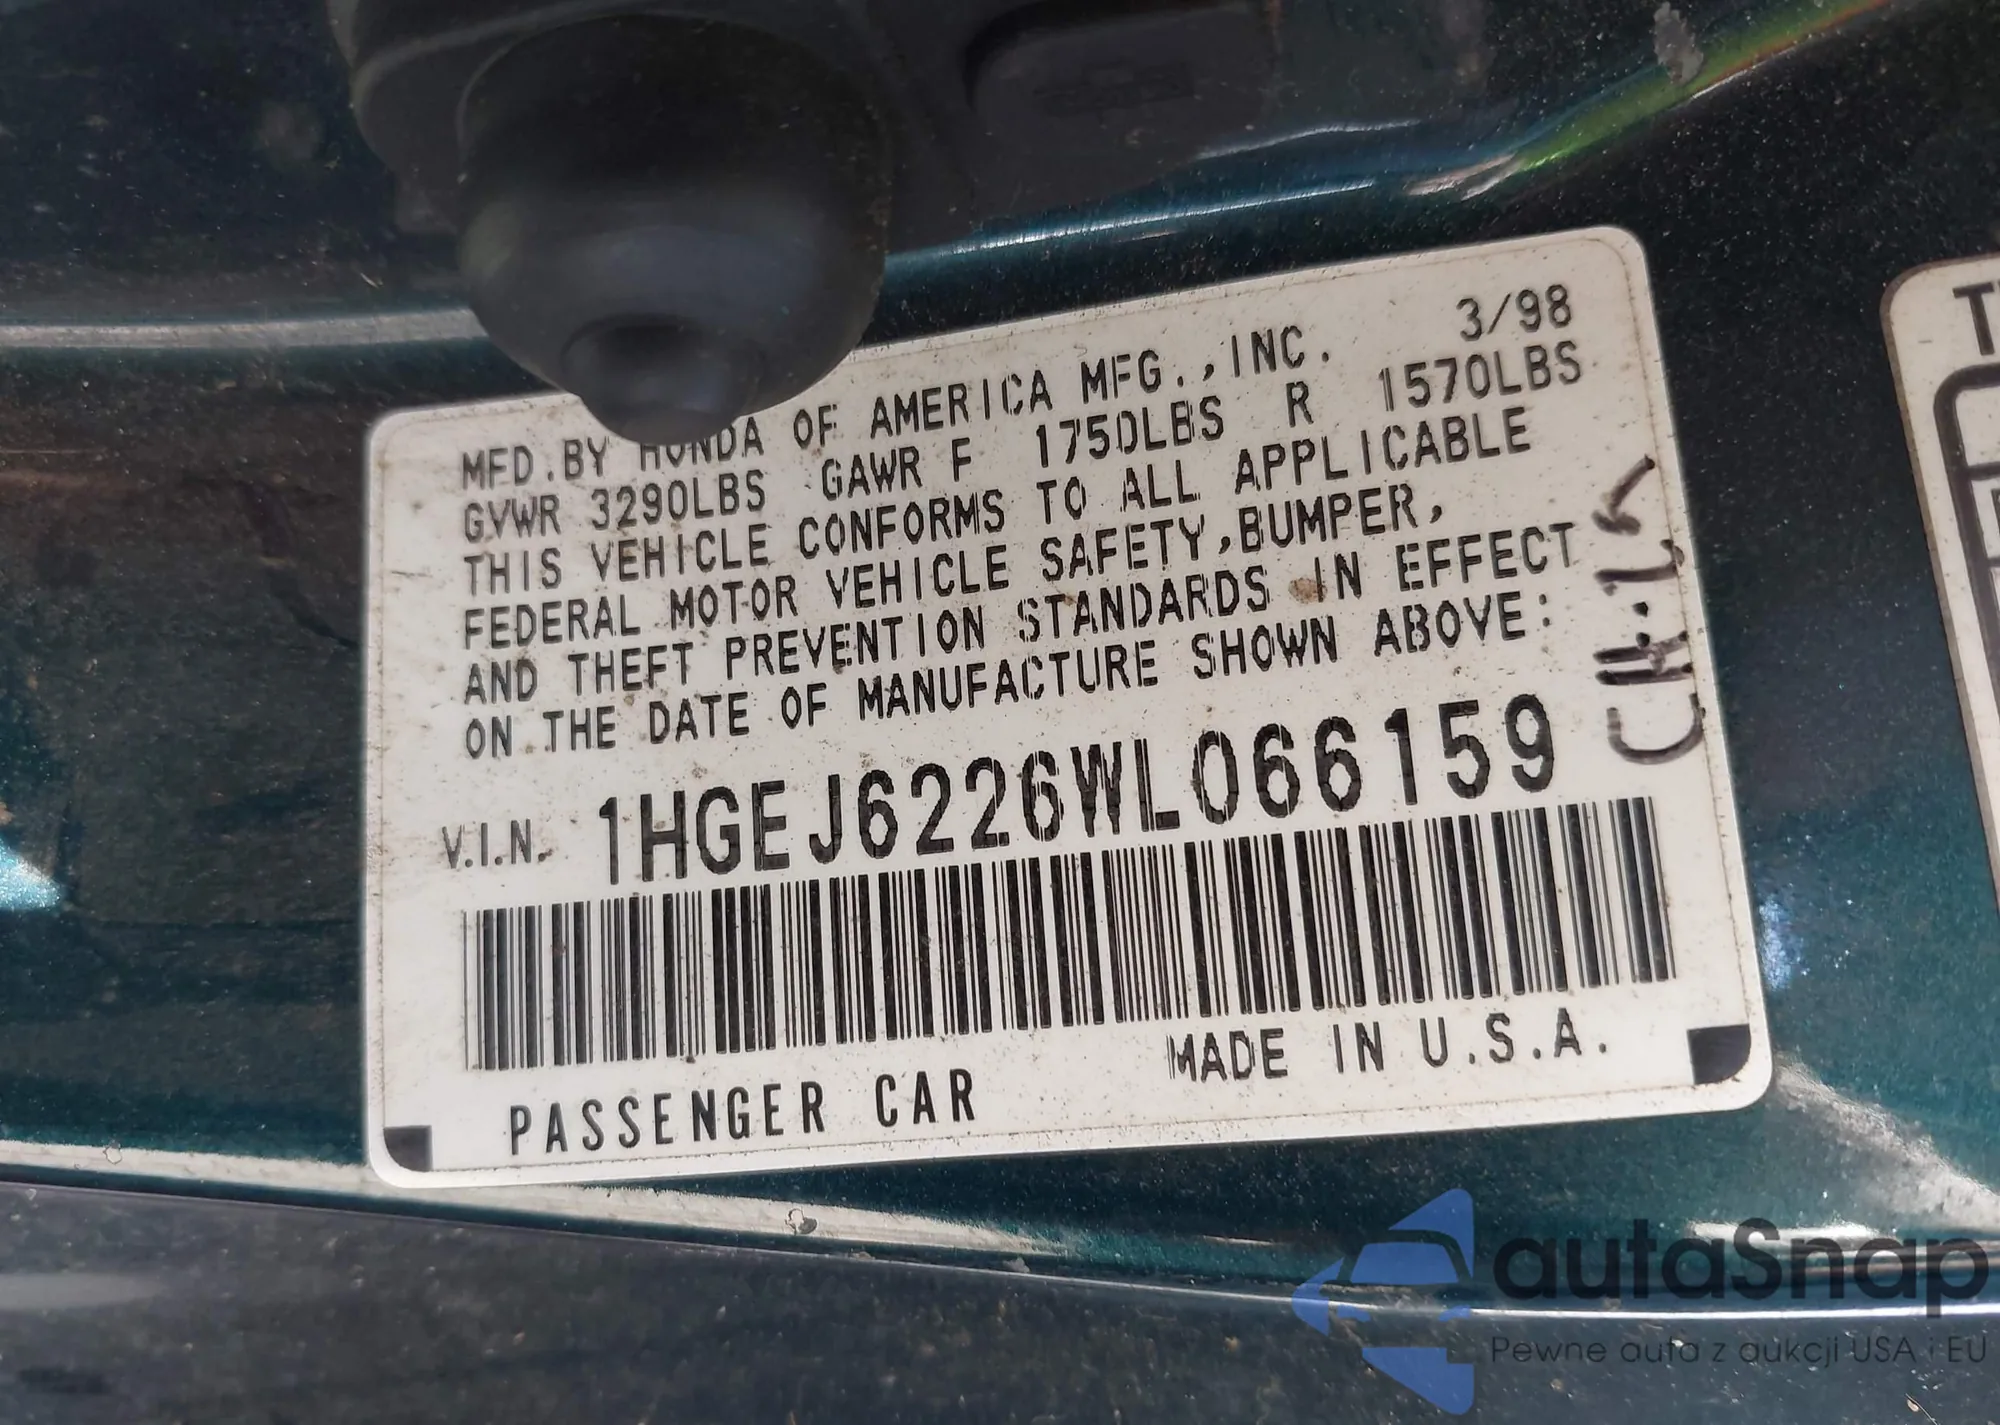 MFD.BY HONDA OF AMERICA MFG.,INC. 3/98
GVWR 3290LBS GAWR F 1750LBS R 1570LBS
THIS VEHICLE CONFORMS TO ALL APPLICABLE
FEDERAL MOTOR VEHICLE SAFETY,BUMPER,
AND THEFT PREVENTION STANDARDS IN EFFECT
ON THE DATE OF MANUFACTURE SHOWN ABOVE:
V.I.N. 1HGEJ6226WL066159
PASSENGER CAR MADE IN U.S.A.
autaSnap
Pewne auta z aukcji USA i EU